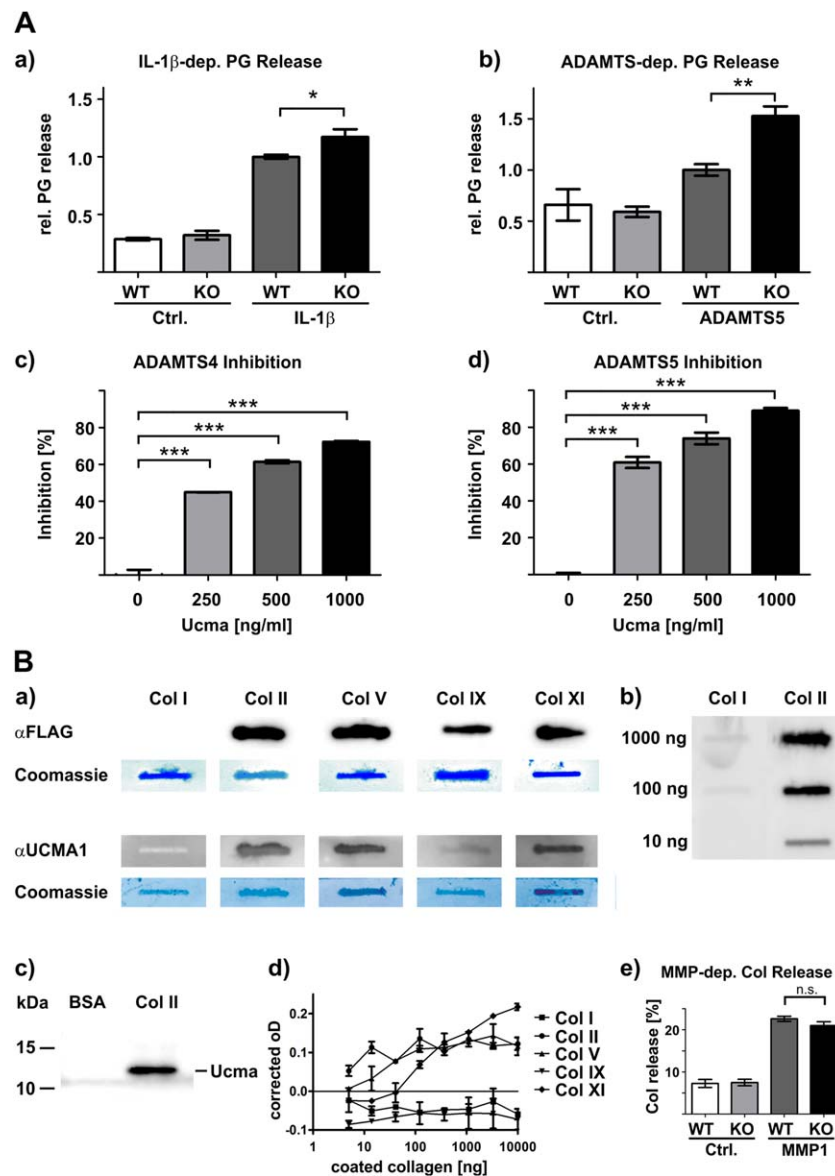 A
a) IL-1β-dep. PG Release
rel. PG release
1.5
1.0
0.5
*
WT KO WT KO
Ctrl. IL-1β
b) ADAMTS-dep. PG Release
rel. PG release
1.5
1.0
0.5
**
WT KO WT KO
Ctrl. ADAMTS5
c) ADAMTS4 Inhibition
Inhibition [%]
80
60
40
20
***
***
***
0 250 500 1000
Ucma [ng/ml]
d) ADAMTS5 Inhibition
Inhibition [%]
80
60
40
20
***
***
***
0 250 500 1000
Ucma [ng/ml]
B
a) Col I Col II Col V Col IX Col XI
αFLAG
Coomassie
αUCMA1
Coomassie
b) Col I Col II
1000 ng
100 ng
10 ng
c)
kDa BSA Col II
15
10
Ucma
d)
corrected oD
0.2
0.1
0.0
-0.1
1 10 100 1000 10000
coated collagen [ng]
Col I
Col II
Col V
Col IX
Col XI
e) MMP-dep. Col Release
Col release [%]
20
10
n.s.
WT KO WT KO
Ctrl. MMP1